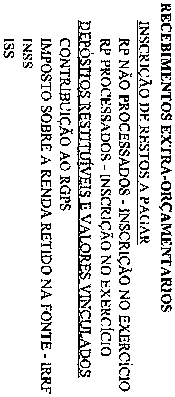 RECEBIMENTOS EXTRA-ORÇAMENTARIOS
INSCRIÇÃO DE RESTOS A PAGAR
RP NÃO PROCESSADOS - INSCRIÇÃO NO EXERCÍCIO
RP PROCESSADOS - INSCRIÇÃO NO EXERCÍCIO
DEPÓSITOS RESTITUÍVEIS E VALORES VINCULADOS
CONTRIBUIÇÃO AO RGPS
IMPOSTO SOBRE A RENDA RETIDO NA FONTE - IRRF
INSS
ISS